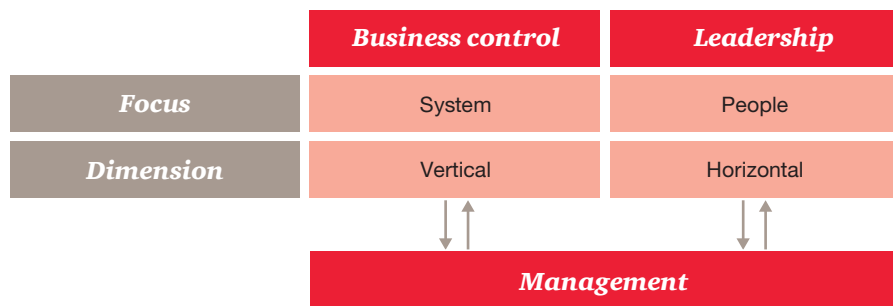 Business control
Leadership
Focus
System
People
Dimension
Vertical
Horizontal
Management